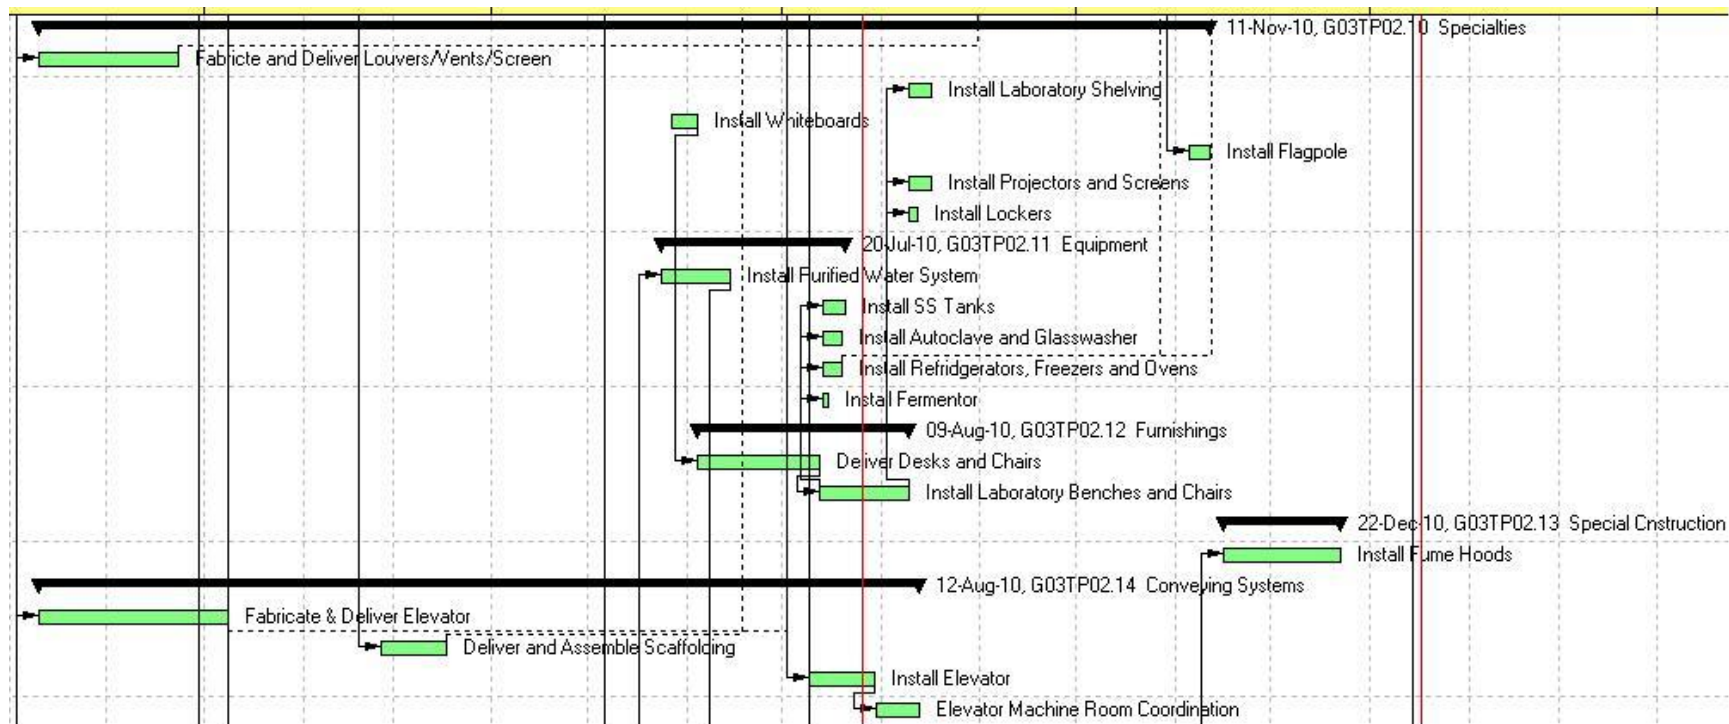 11-Nov-10, G03TP02.10 Specialties
Fabricte and Deliver Louvers/Vents/Screen
Install Laboratory Shelving
Install Whiteboards
Install Flagpole
Install Projectors and Screens
Install Lockers
20-Jul-10, G03TP02.11 Equipment
Install Purified Water System
Install SS Tanks
Install Autoclave and Glasswasher
Install Refridgerators, Freezers and Ovens
Install Fermentor
09-Aug-10, G03TP02.12 Furnishings
Deliver Desks and Chairs
Install Laboratory Benches and Chairs
22-Dec-10, G03TP02.13 Special Cnstruction
Install Fume Hoods
12-Aug-10, G03TP02.14 Conveying Systems
Fabricate & Deliver Elevator
Deliver and Assemble Scaffolding
Install Elevator
Elevator Machine Room Coordination